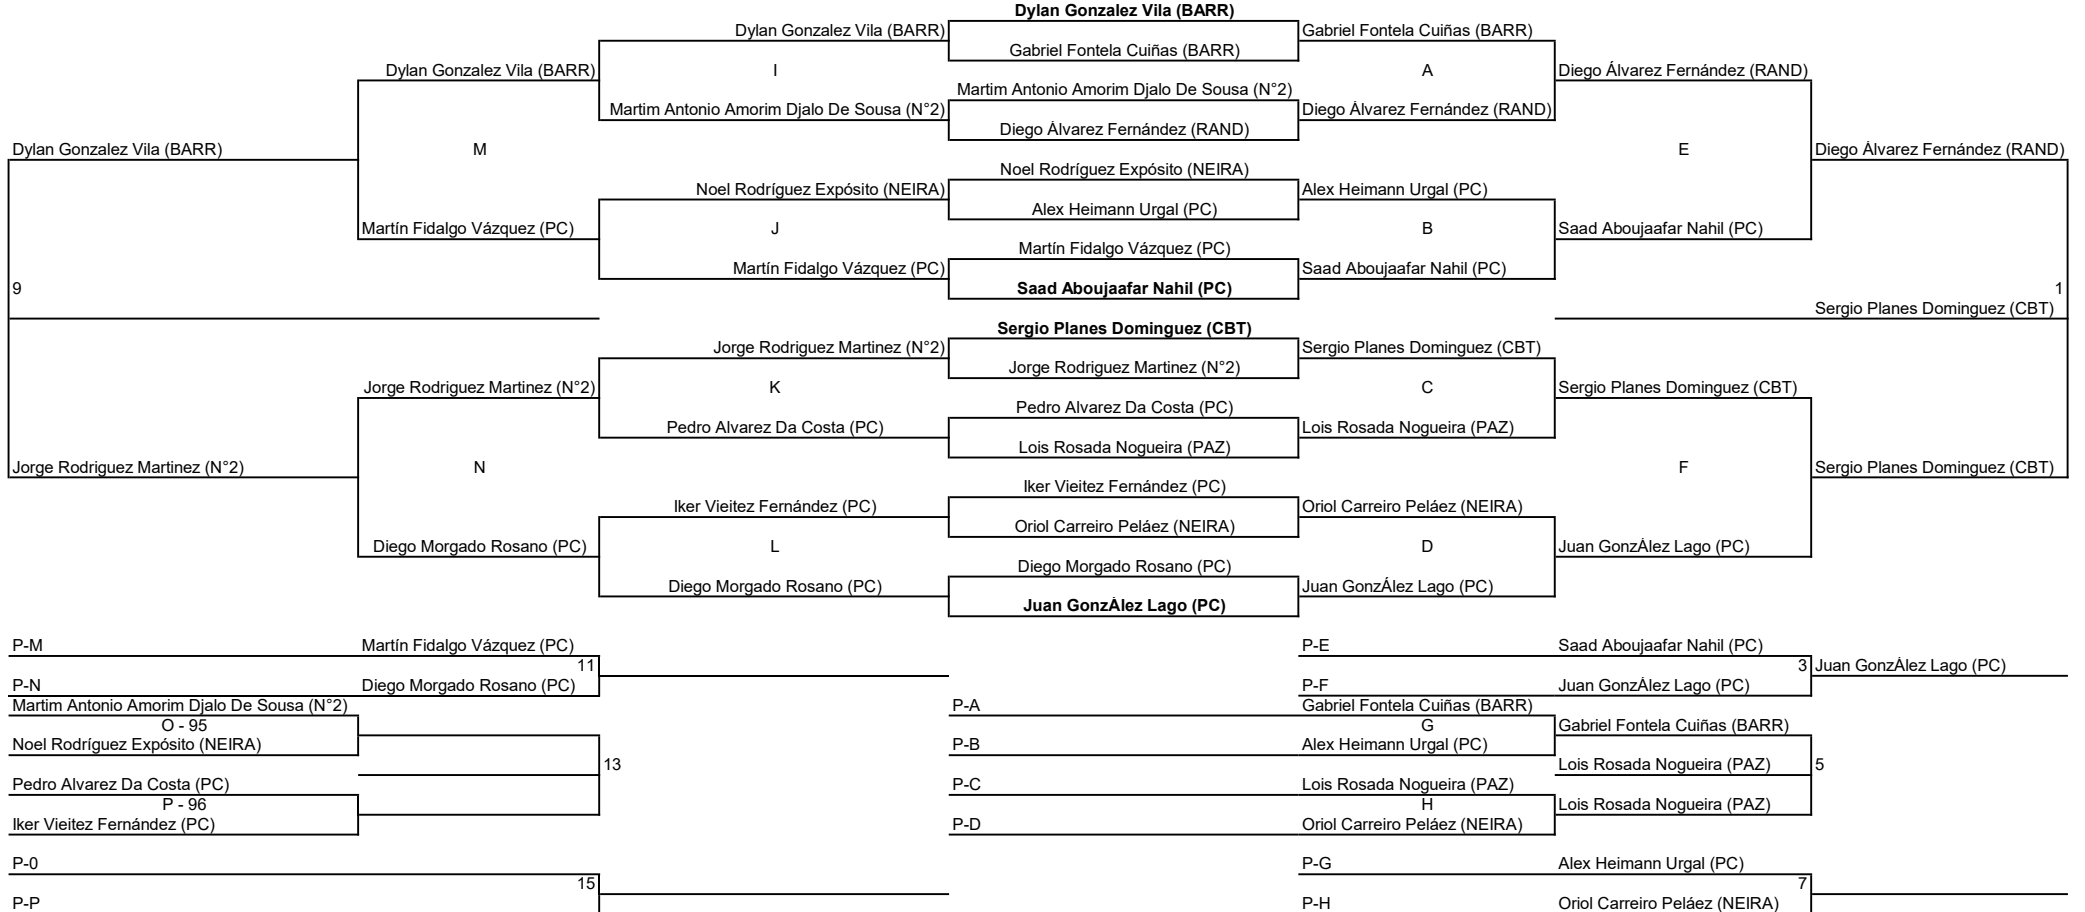 Dylan Gonzalez Vila (BARR)
Dylan Gonzalez Vila (BARR) Gabriel Fontela Cuiñas (BARR)
Gabriel Fontela Cuiñas (BARR)
Dylan Gonzalez Vila (BARR) I A Diego Álvarez Fernández (RAND)
Martim Antonio Amorim Djalo De Sousa (N°2)
Martim Antonio Amorim Djalo De Sousa (N°2) Diego Álvarez Fernández (RAND)
Diego Álvarez Fernández (RAND)
Dylan Gonzalez Vila (BARR) M E Diego Álvarez Fernández (RAND)
Noel Rodríguez Expósito (NEIRA)
Noel Rodríguez Expósito (NEIRA) Alex Heimann Urgal (PC)
Alex Heimann Urgal (PC)
Martín Fidalgo Vázquez (PC) J B Saad Aboujaafar Nahil (PC)
Martín Fidalgo Vázquez (PC)
Martín Fidalgo Vázquez (PC) Saad Aboujaafar Nahil (PC)
9 Saad Aboujaafar Nahil (PC) 1
Sergio Planes Dominguez (CBT)
Sergio Planes Dominguez (CBT)
Jorge Rodriguez Martinez (N°2) Sergio Planes Dominguez (CBT)
Jorge Rodriguez Martinez (N°2)
Jorge Rodriguez Martinez (N°2) K C Sergio Planes Dominguez (CBT)
Pedro Alvarez Da Costa (PC)
Pedro Alvarez Da Costa (PC) Lois Rosada Nogueira (PAZ)
Lois Rosada Nogueira (PAZ)
Jorge Rodriguez Martinez (N°2) N F Sergio Planes Dominguez (CBT)
Iker Vieitez Fernández (PC)
Iker Vieitez Fernández (PC) Oriol Carreiro Peláez (NEIRA)
Oriol Carreiro Peláez (NEIRA)
Diego Morgado Rosano (PC) L D Juan GonzÁlez Lago (PC)
Diego Morgado Rosano (PC)
Diego Morgado Rosano (PC) Juan GonzÁlez Lago (PC)
Juan GonzÁlez Lago (PC)
P-M Martín Fidalgo Vázquez (PC) P-E Saad Aboujaafar Nahil (PC)
11 3 Juan GonzÁlez Lago (PC)
P-N Diego Morgado Rosano (PC) P-F Juan GonzÁlez Lago (PC)
Martim Antonio Amorim Djalo De Sousa (N°2) P-A Gabriel Fontela Cuiñas (BARR)
O - 95 G Gabriel Fontela Cuiñas (BARR)
Noel Rodríguez Expósito (NEIRA) P-B Alex Heimann Urgal (PC)
13 Lois Rosada Nogueira (PAZ) 5
Pedro Alvarez Da Costa (PC) P-C Lois Rosada Nogueira (PAZ)
P - 96 H Lois Rosada Nogueira (PAZ)
Iker Vieitez Fernández (PC) P-D Oriol Carreiro Peláez (NEIRA)
P-0 P-G Alex Heimann Urgal (PC)
15 7
P-P P-H Oriol Carreiro Peláez (NEIRA)